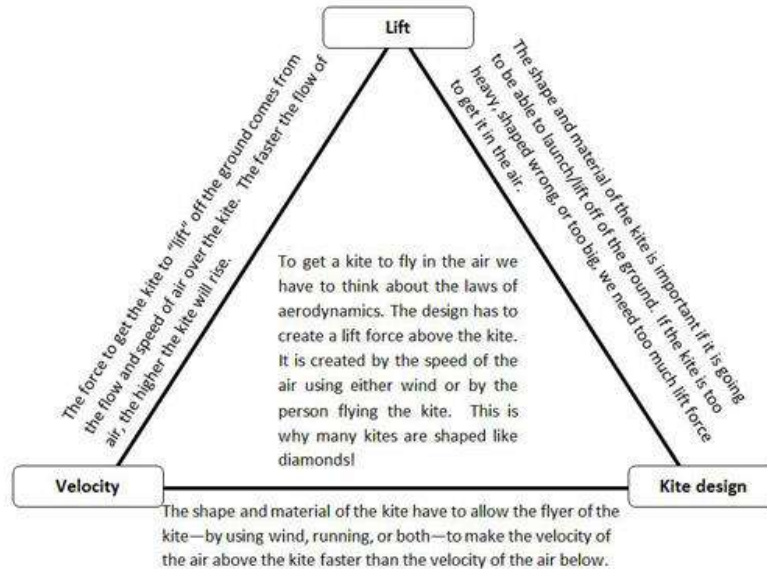 Lift
The force to get the kite to "lift" off the ground comes from
the flow and speed of air over the kite. The faster the flow of
air, the higher the kite will rise.
The shape and material of the kite is important if it is going
to be able to launch/lift off of the ground. If the kite is too
heavy, shaped wrong, or too big, we need too much lift force
to get it in the air.
To get a kite to fly in the air we
have to think about the laws of
aerodynamics. The design has to
create a lift force above the kite.
It is created by the speed of the
air using either wind or by the
person flying the kite. This is
why many kites are shaped like
diamonds!
Velocity
Kite design
The shape and material of the kite have to allow the flyer of the
kite—by using wind, running, or both—to make the velocity of
the air above the kite faster than the velocity of the air below.